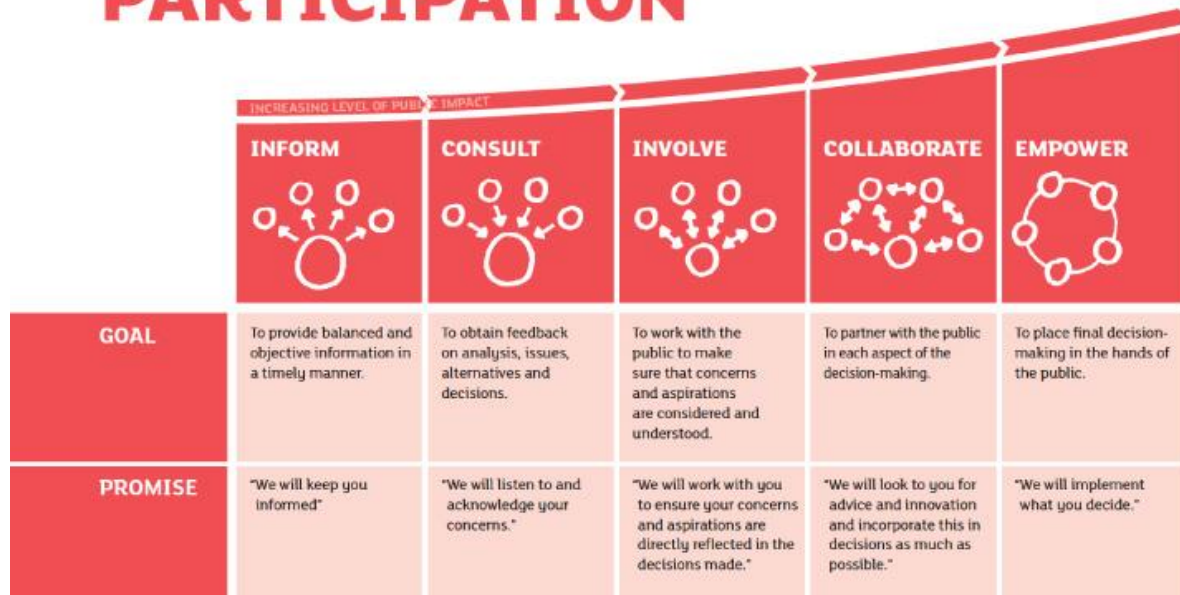 PARTICIPATION
INCREASING LEVEL OF PUBLIC IMPACT
INFORM
CONSULT
INVOLVE
COLLABORATE
EMPOWER
GOAL
To provide balanced and
objective information in
a timely manner.
To obtain feedback
on analysis, issues,
alternatives and
decisions.
To work with the
public to make
sure that concerns
and aspirations
are considered and
understood.
To partner with the public
in each aspect of the
decision-making.
To place final decision-
making in the hands of
the public.
PROMISE
"We will keep you
informed"
"We will listen to and
acknowledge your
concerns."
"We will work with you
to ensure your concerns
and aspirations are
directly reflected in the
decisions made."
"We will look to you for
advice and innovation
and incorporate this in
decisions as much as
possible."
"We will implement
what you decide."